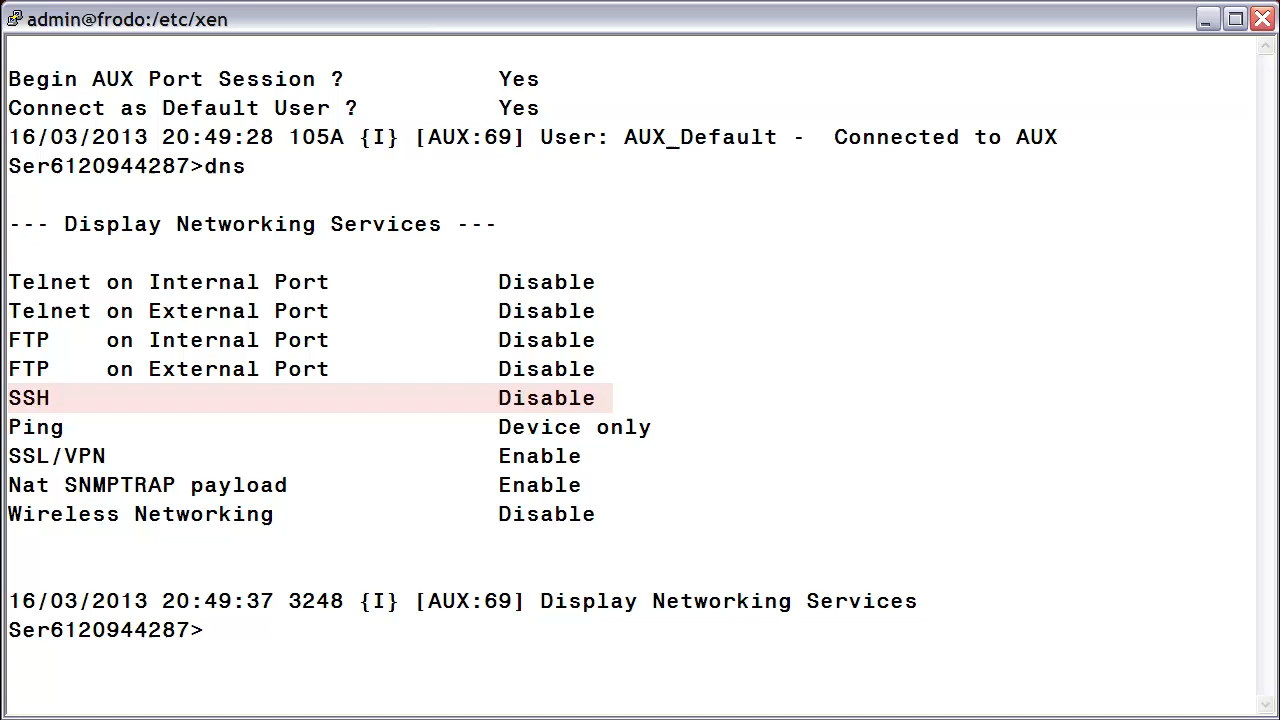 admin@frodo:/etc/xen
Begin AUX Port Session ? Yes
Connect as Default User ? Yes
16/03/2013 20:49:28 105A {I} [AUX:69] User: AUX_Default - Connected to AUX
Ser6120944287>dns
--- Display Networking Services ---
Telnet on Internal Port Disable
Telnet on External Port Disable
FTP on Internal Port Disable
FTP on External Port Disable
SSH Disable
Ping Device only
SSL/VPN Enable
Nat SNMPTRAP payload Enable
Wireless Networking Disable
16/03/2013 20:49:37 3248 {I} [AUX:69] Display Networking Services
Ser6120944287>